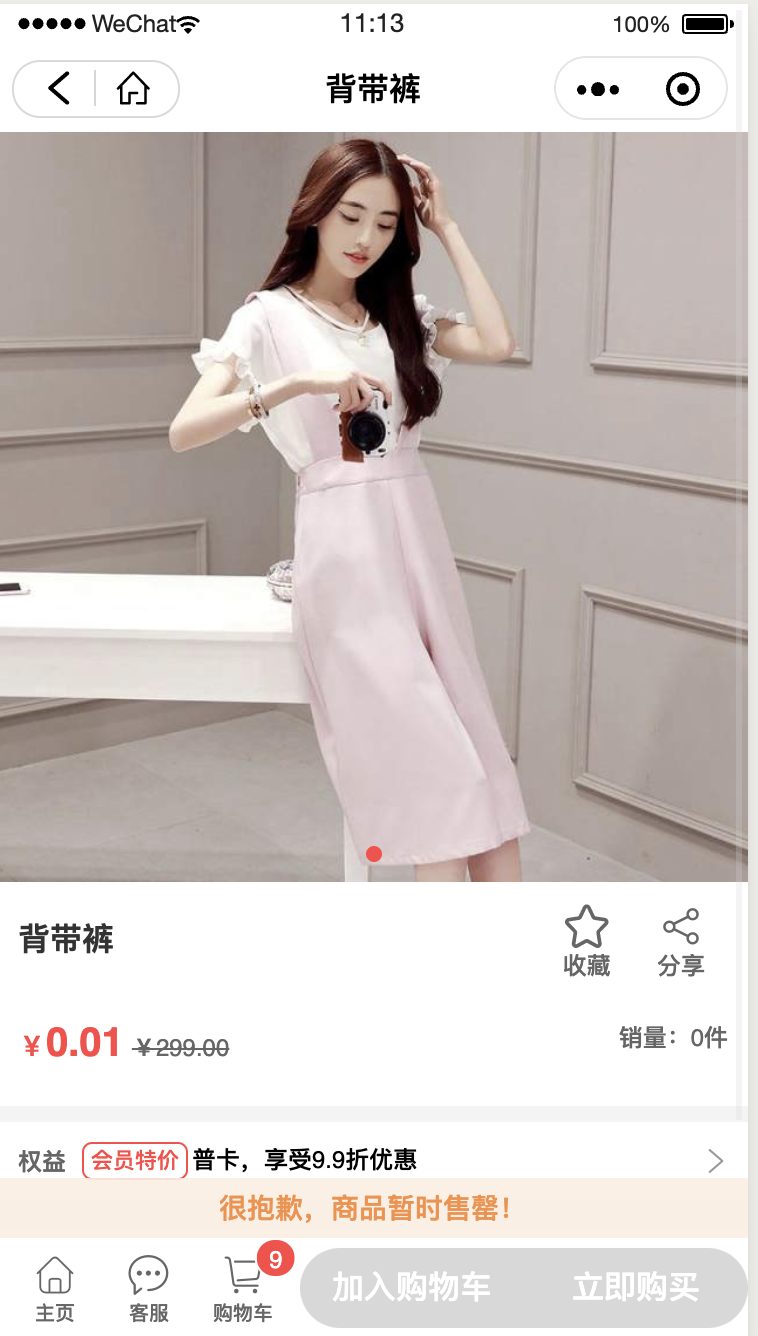 WeChat 11:13 100%
背带裤
背带裤
收藏 分享
￥0.01 ￥299.00 销量：0件
权益 会员特价 普卡，享受9.9折优惠
很抱歉，商品暂时售罄！
9
加入购物车 立即购买
主页 客服 购物车